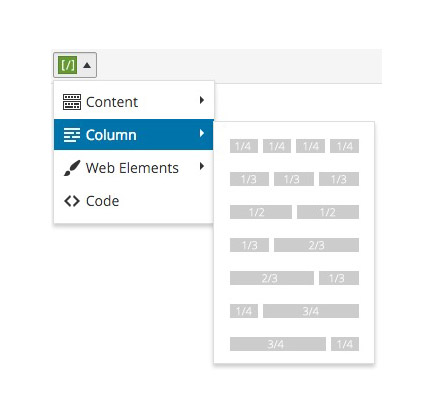 [/]
Content
Column
Web Elements
Code
1/4 1/4 1/4 1/4
1/3 1/3 1/3
1/2 1/2
1/3 2/3
2/3 1/3
1/4 3/4
3/4 1/4